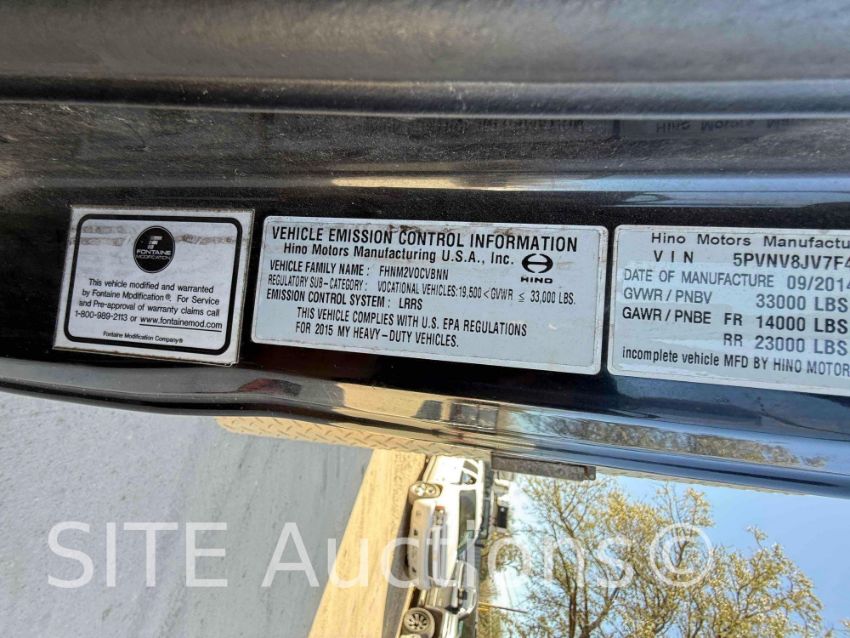 FONTAINE
MODIFICATION
This vehicle modified and warranted
by Fontaine Modification®. For Service
and Pre-approval of warranty claims call
1-800-989-2113 or www.fontainemod.com
Fontaine Modification Company®
VEHICLE EMISSION CONTROL INFORMATION
Hino Motors Manufacturing U.S.A., Inc.
HINO
VEHICLE FAMILY NAME: FHNM2VOCV8NN
REGULATORY SUB-CATEGORY: VOCATIONAL VEHICLES: 19,500 < GVWR ≤ 33,000 LBS.
EMISSION CONTROL SYSTEM: LRRS
THIS VEHICLE COMPLIES WITH U.S. EPA REGULATIONS
FOR 2015 MY HEAVY-DUTY VEHICLES.
Hino Motors Manufactu
VIN 5PVNV8JV7F4
DATE OF MANUFACTURE 09/2014
GVWR / PNBV 33000 LBS
GAWR / PNBE FR 14000 LBS
RR 23000 LBS
incomplete vehicle MFD BY HINO MOTOR
SITE Auctions©